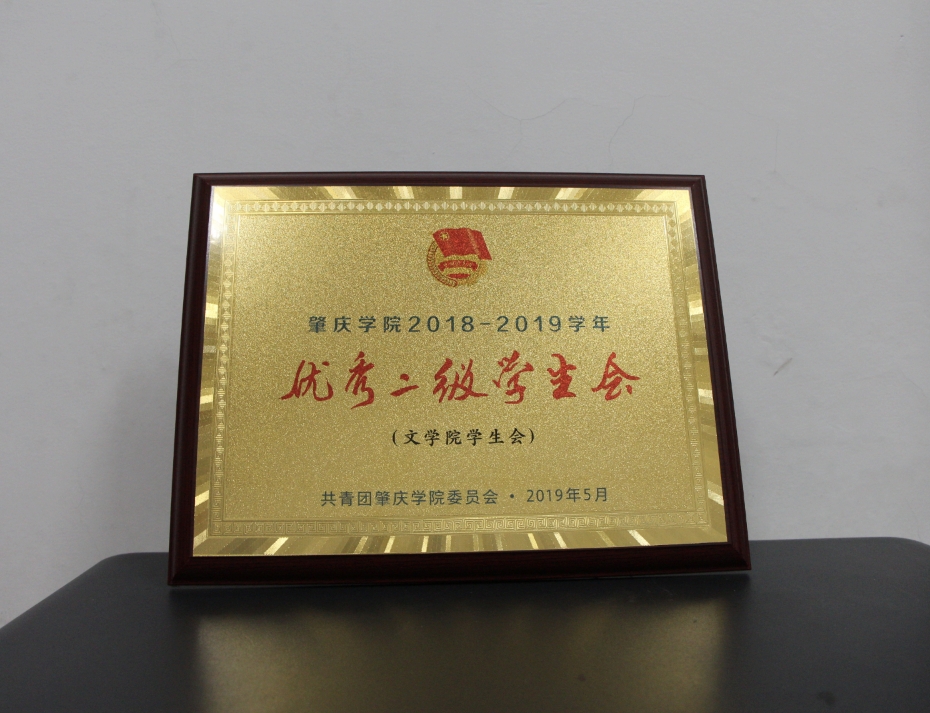 肇庆学院2018-2019学年
优秀二级学生会
(文学院学生会)
共青团肇庆学院委员会·2019年5月